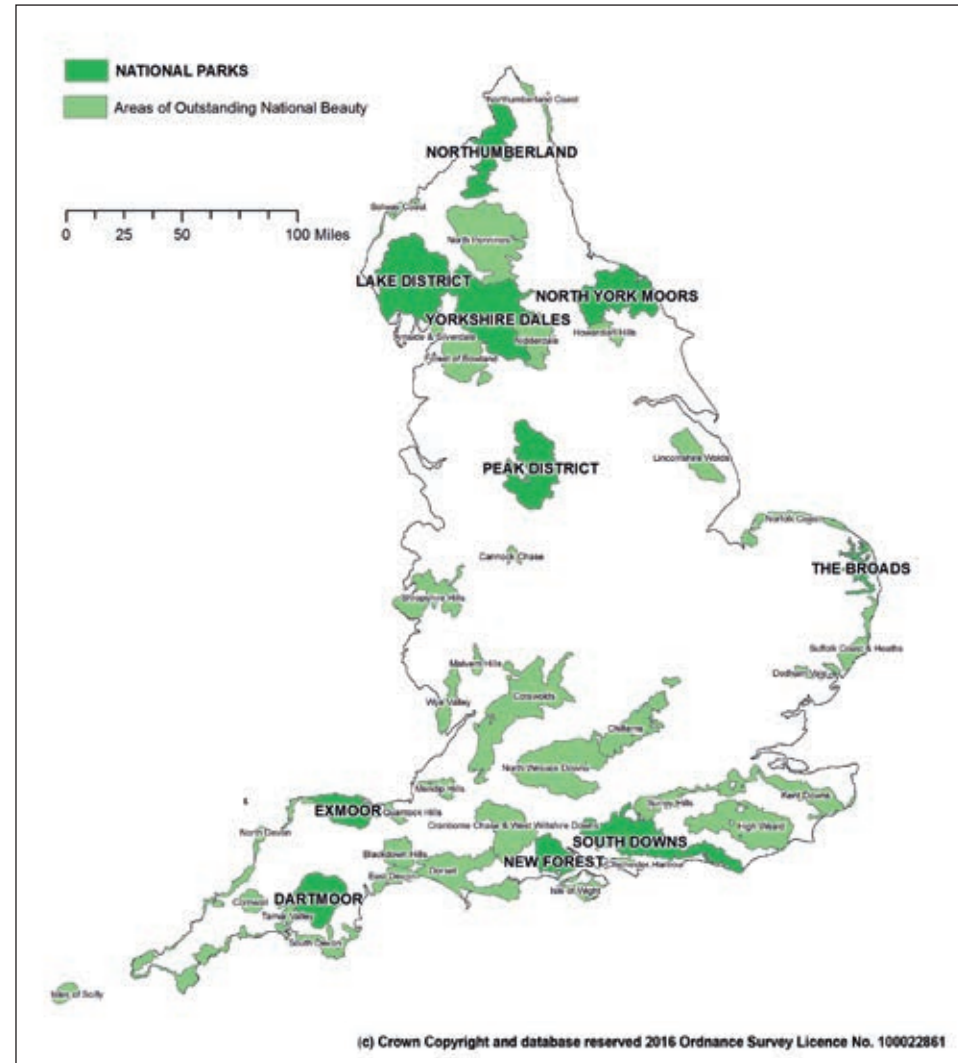 NATIONAL PARKS
Areas of Outstanding National Beauty
0 25 50 100 Miles
Northumberland Coast
NORTHUMBERLAND
Solway Coast
North Pennines
LAKE DISTRICT
NORTH YORK MOORS
YORKSHIRE DALES
Howardian Hills
Arnside & Silverdale
Nidderdale
Forest of Bowland
Lincolnshire Wolds
PEAK DISTRICT
Norfolk Coast
Cannock Chase
THE BROADS
Shropshire Hills
Suffolk Coast & Heaths
Malvern Hills
Dedham Vale
Cotswolds
Wye Valley
Chilterns
North Wessex Downs
Mendip Hills
Kent Downs
Surrey Hills
EXMOOR
Quantock Hills
Cranborne Chase & West Wiltshire Downs
High Weald
North Devon
SOUTH DOWNS
Blackdown Hills
NEW FOREST
Chichester Harbour
East Devon
Dorset
Isle of Wight
DARTMOOR
Cornwall
Tamar Valley
South Devon
Isles of Scilly
(c) Crown Copyright and database reserved 2016 Ordnance Survey Licence No. 100022861